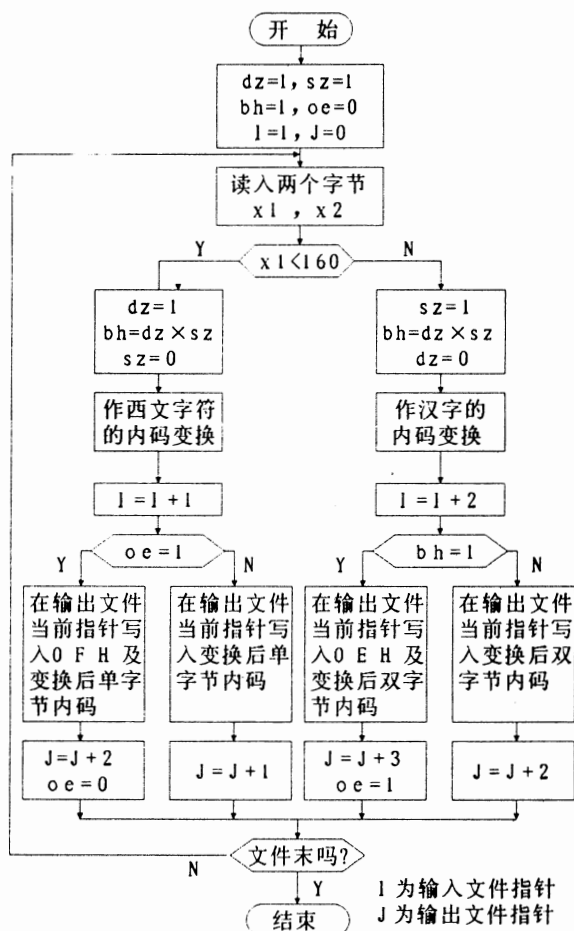 开 始
dz=1, sz=1
bh=1, oe=0
l=1, J=0
读入两个字节
x1 , x2
Y
x1<160
N
dz=1
bh=dz×sz
sz=0
作西文字符
的内码变换
l=l+1
Y
oe=1
N
在输出文件
当前指针写
入0FH及
变换后单字
节内码
J=J+2
oe=0
在输出文件
当前指针写
入变换后单
字节内码
J=J+1
sz=1
bh=dz×sz
dz=0
作汉字的
内码变换
l=l+2
Y
bh=1
N
在输出文件
当前指针写
入0EH及
变换后双字
节内码
J=J+3
oe=1
在输出文件
当前指针写
入变换后双
字节内码
J=J+2
N
文件末吗?
Y
结束
l为输入文件指针
J为输出文件指针